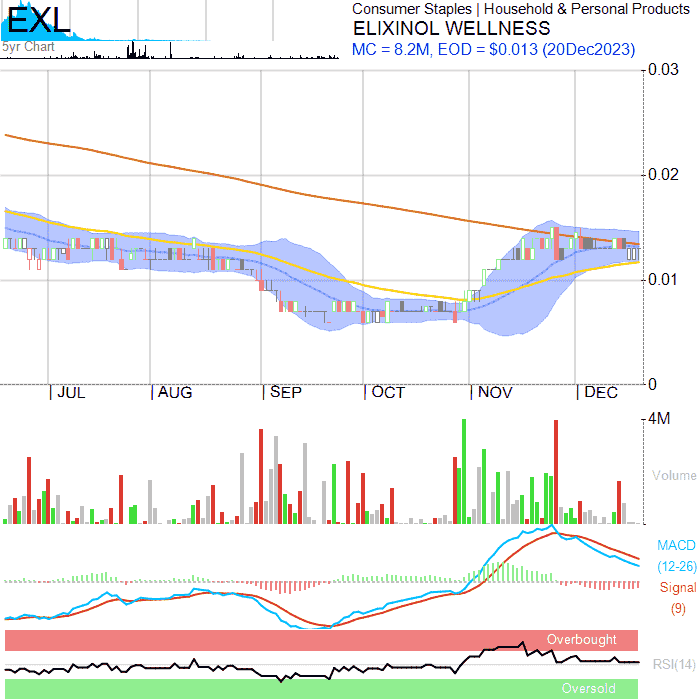 EXL
5yr Chart
Consumer Staples | Household & Personal Products
ELIXINOL WELLNESS
MC = 8.2M, EOD = $0.013 (20Dec2023)
0.03
0.02
0.01
0
| JUL | AUG | SEP | OCT | NOV | DEC
4M
Volume
MACD
(12-26)
Signal
(9)
Overbought
RSI(14)
Oversold